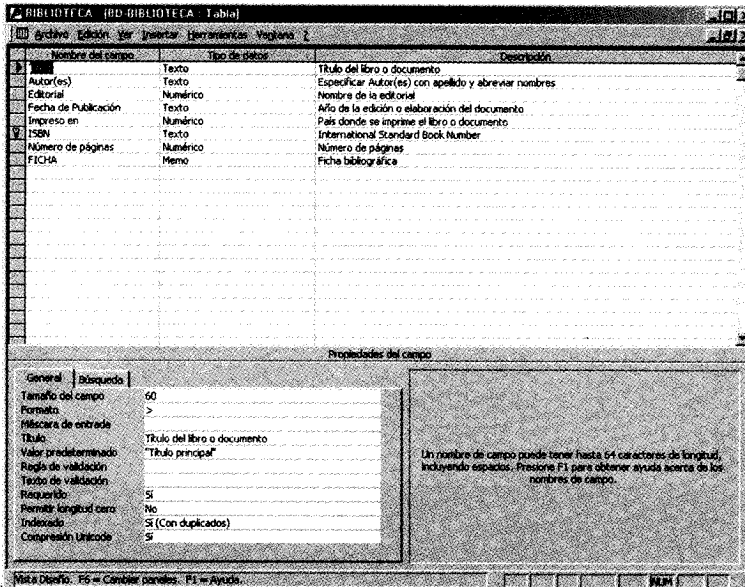 BIBLIOTECA - [BD-BIBLIOTECA : Tabla]
Archivo Edición Ver Insertar Herramientas Ventana ?
Nombre del campo Tipo de datos Descripción
Texto Título del libro o documento
Autor(es) Texto Especificar Autor(es) con apellido y abreviar nombres
Editorial Numérico Nombre de la editorial
Fecha de Publicación Texto Año de la edición o elaboración del documento
Impreso en Numérico País donde se imprime el libro o documento
ISBN Texto International Standard Book Number
Número de páginas Numérico Número de páginas
FICHA Memo Ficha bibliográfica
Propiedades del campo
General Búsqueda
Tamaño del campo 60
Formato >
Máscara de entrada
Título Título del libro o documento
Valor predeterminado "Título principal"
Regla de validación
Texto de validación
Requerido Sí
Permitir longitud cero No
Indexado Sí (Con duplicados)
Compresión Unicode Sí
Un nombre de campo puede tener hasta 64 caracteres de longitud,
incluyendo espacios. Presione F1 para obtener ayuda acerca de los
nombres de campo.
Vista Diseño. F6 = Cambiar paneles. F1 = Ayuda. NUM